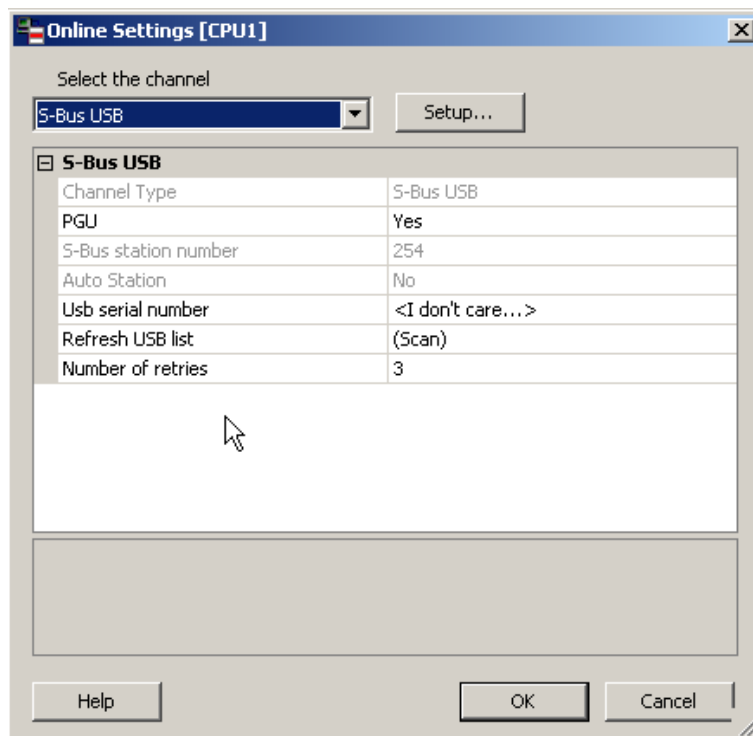 Online Settings [CPU1]
Select the channel
S-Bus USB
Setup...
S-Bus USB
Channel Type S-Bus USB
PGU Yes
S-Bus station number 254
Auto Station No
Usb serial number <I don't care...>
Refresh USB list (Scan)
Number of retries 3
Help OK Cancel